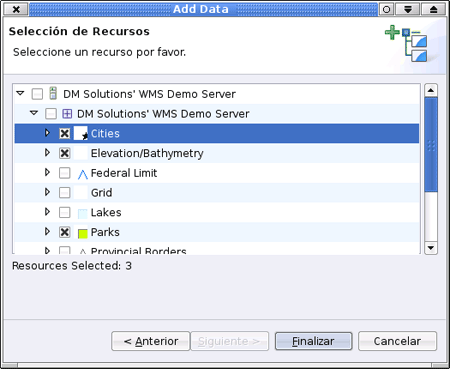 Add Data
Selección de Recursos
Seleccione un recurso por favor.
DM Solutions' WMS Demo Server
DM Solutions' WMS Demo Server
Cities
Elevation/Bathymetry
Federal Limit
Grid
Lakes
Parks
Provincial Borders
Resources Selected: 3
< Anterior Siguiente > Finalizar Cancelar